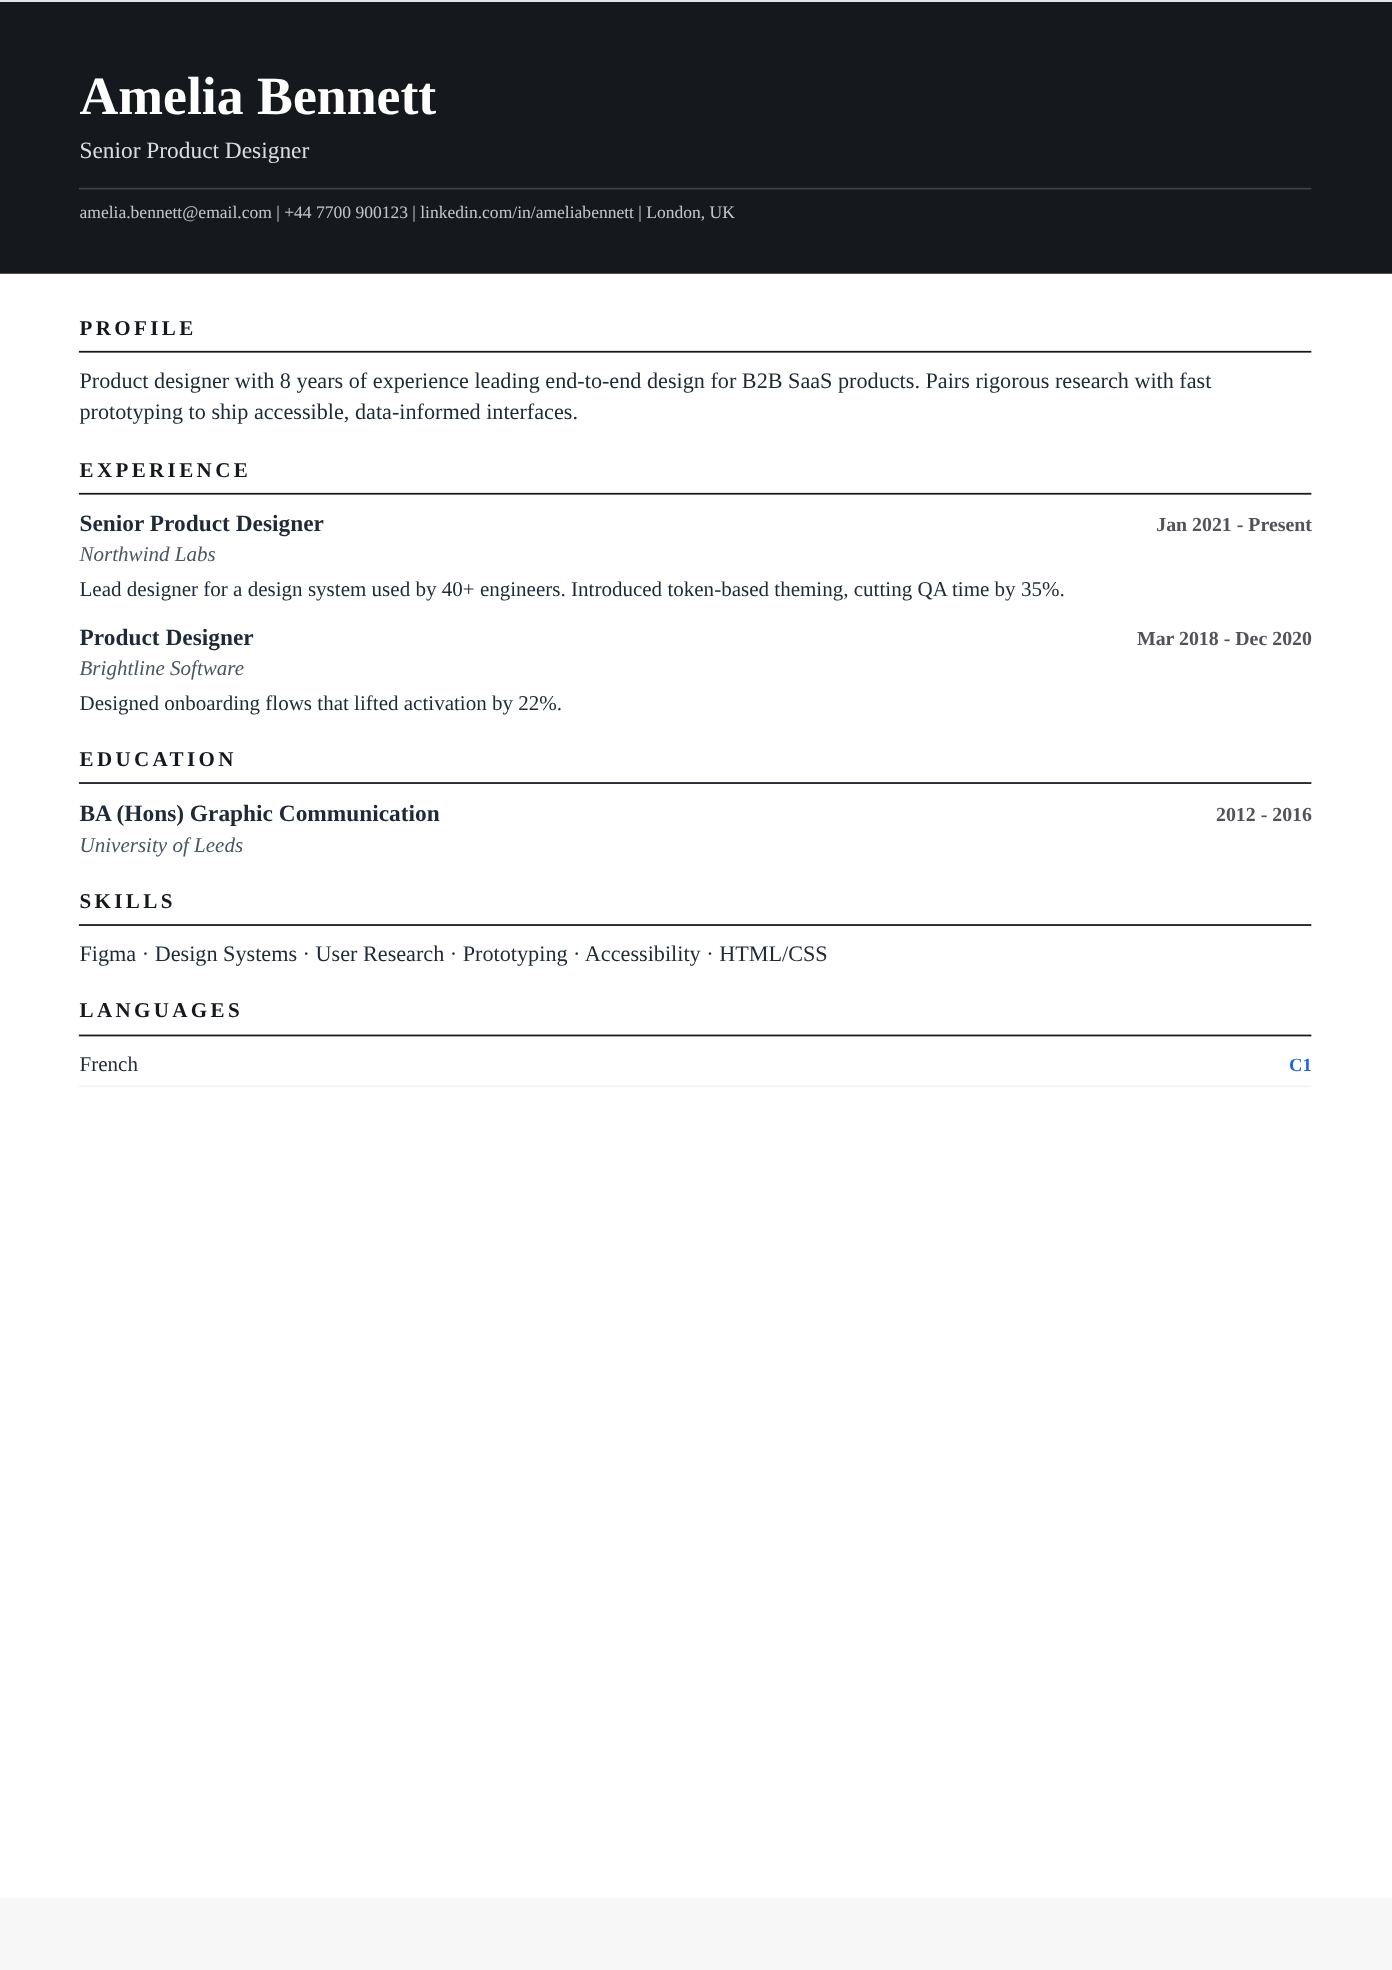 Amelia Bennett
Senior Product Designer
amelia.bennett@email.com | +44 7700 900123 | linkedin.com/in/ameliabennett | London, UK
PROFILE
Product designer with 8 years of experience leading end-to-end design for B2B SaaS products. Pairs rigorous research with fast
prototyping to ship accessible, data-informed interfaces.
EXPERIENCE
Senior Product Designer Jan 2021 - Present
Northwind Labs
Lead designer for a design system used by 40+ engineers. Introduced token-based theming, cutting QA time by 35%.
Product Designer Mar 2018 - Dec 2020
Brightline Software
Designed onboarding flows that lifted activation by 22%.
EDUCATION
BA (Hons) Graphic Communication 2012 - 2016
University of Leeds
SKILLS
Figma · Design Systems · User Research · Prototyping · Accessibility · HTML/CSS
LANGUAGES
French C1